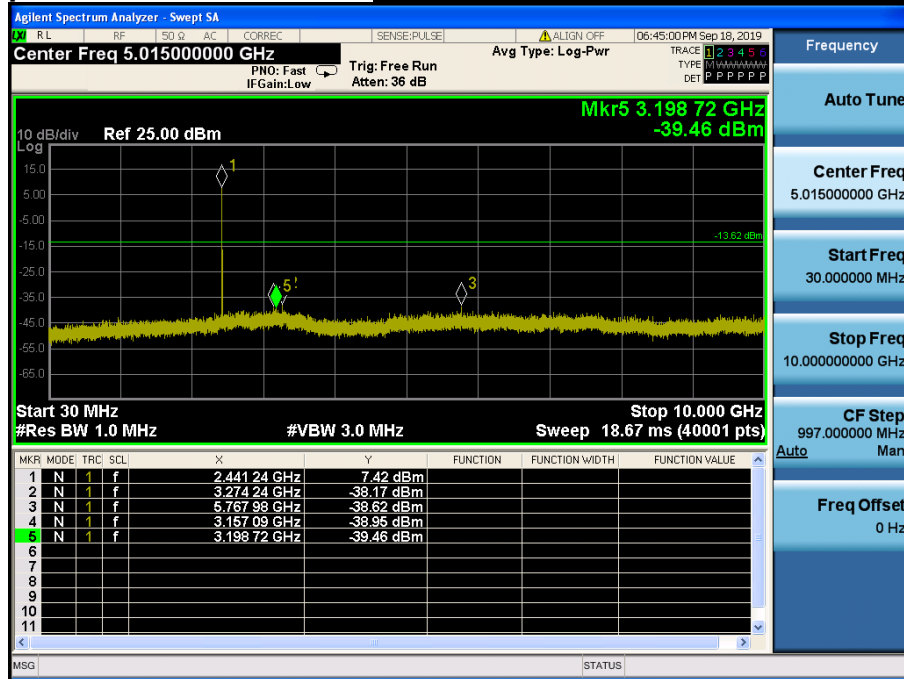 Agilent Spectrum Analyzer - Swept SA
LXI RL RF 50 Ω AC CORREC SENSE:PULSE ALIGN OFF 06:45:00 PM Sep 18, 2019
Center Freq 5.015000000 GHz
PNO: Fast
IFGain:Low
Trig: Free Run
Atten: 36 dB
Avg Type: Log-Pwr
TRACE 1 2 3 4 5 6
TYPE M WWWWW
DET P P P P P P
Mkr5 3.198 72 GHz
-39.46 dBm
10 dB/div Ref 25.00 dBm
Log
15.0
5.00
-5.00
-15.0
-25.0
-35.0
-45.0
-55.0
-65.0
1
-13.62 dBm
5
3
Start 30 MHz Stop 10.000 GHz
#Res BW 1.0 MHz #VBW 3.0 MHz Sweep 18.67 ms (40001 pts)
MKR MODE TRC SCL X Y FUNCTION FUNCTION WIDTH FUNCTION VALUE
1 N 1 f 2.441 24 GHz 7.42 dBm
2 N 1 f 3.274 24 GHz -38.17 dBm
3 N 1 f 5.767 98 GHz -38.62 dBm
4 N 1 f 3.157 09 GHz -38.95 dBm
5 N 1 f 3.198 72 GHz -39.46 dBm
6
7
8
9
10
11
MSG STATUS
Frequency
Auto Tune
Center Freq
5.015000000 GHz
Start Freq
30.000000 MHz
Stop Freq
10.000000000 GHz
CF Step
997.000000 MHz
Auto Man
Freq Offset
0 Hz